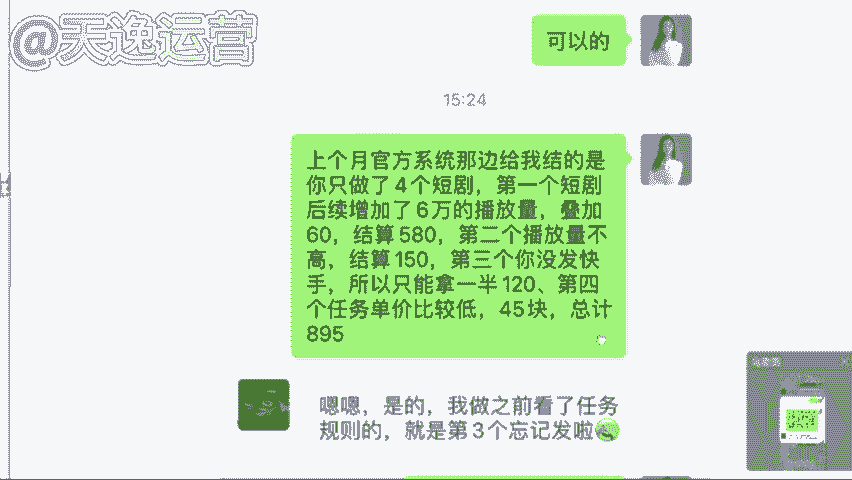 @天逸运营
可以的
15:24
上个月官方系统那边给我结的是
你只做了4个短剧，第一个短剧
后续增加了6万的播放量，叠加
60，结算580，第二个播放量不
高，结算150，第三个你没发快
手，所以只能拿一半120、第四
个任务单价比较低，45块，总计
895
嗯嗯，是的，我做之前看了任务
规则的，就是第3个忘记发啦